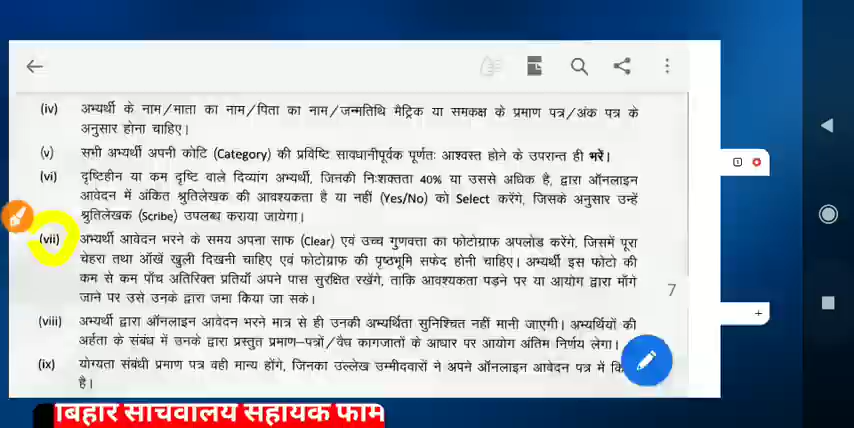 (iv) अभ्यर्थी के नाम/माता का नाम/पिता का नाम/जन्मतिथि मैट्रिक या समकक्ष के प्रमाण पत्र/अंक पत्र के
अनुसार होना चाहिए।
(v) सभी अभ्यर्थी अपनी कोटि (Category) की प्रविष्टि सावधानीपूर्वक पूर्णतः आश्वस्त होने के उपरान्त ही भरें।
(vi) दृष्टिहीन या कम दृष्टि वाले दिव्यांग अभ्यर्थी, जिनकी निःशक्तता 40% या उससे अधिक है, द्वारा ऑनलाइन
आवेदन में अंकित श्रुतिलेखक की आवश्यकता है या नहीं (Yes/No) को Select करेंगे, जिसके अनुसार उन्हें
श्रुतिलेखक (Scribe) उपलब्ध कराया जायेगा।
(vii) अभ्यर्थी आवेदन भरने के समय अपना साफ (Clear) एवं उच्च गुणवत्ता का फोटोग्राफ अपलोड करेंगे, जिसमें पूरा
चेहरा तथा आँखें खुली दिखनी चाहिए एवं फोटोग्राफ की पृष्ठभूमि सफेद होनी चाहिए। अभ्यर्थी इस फोटो की
कम से कम पाँच अतिरिक्त प्रतियाँ अपने पास सुरक्षित रखेंगे, ताकि आवश्यकता पड़ने पर या आयोग द्वारा माँगे
जाने पर उसे उनके द्वारा जमा किया जा सके।
7
(viii) अभ्यर्थी द्वारा ऑनलाइन आवेदन भरने मात्र से ही उनकी अभ्यर्थिता सुनिश्चित नहीं मानी जाएगी। अभ्यर्थियों की
अर्हता के संबंध में उनके द्वारा प्रस्तुत प्रमाण-पत्रों/वैध कागजातों के आधार पर आयोग अंतिम निर्णय लेगा।
(ix) योग्यता संबंधी प्रमाण पत्र वही मान्य होंगे, जिनका उल्लेख उम्मीदवारों ने अपने ऑनलाइन आवेदन पत्र में
है।
बिहार सचिवालय सहायक फॉर्म